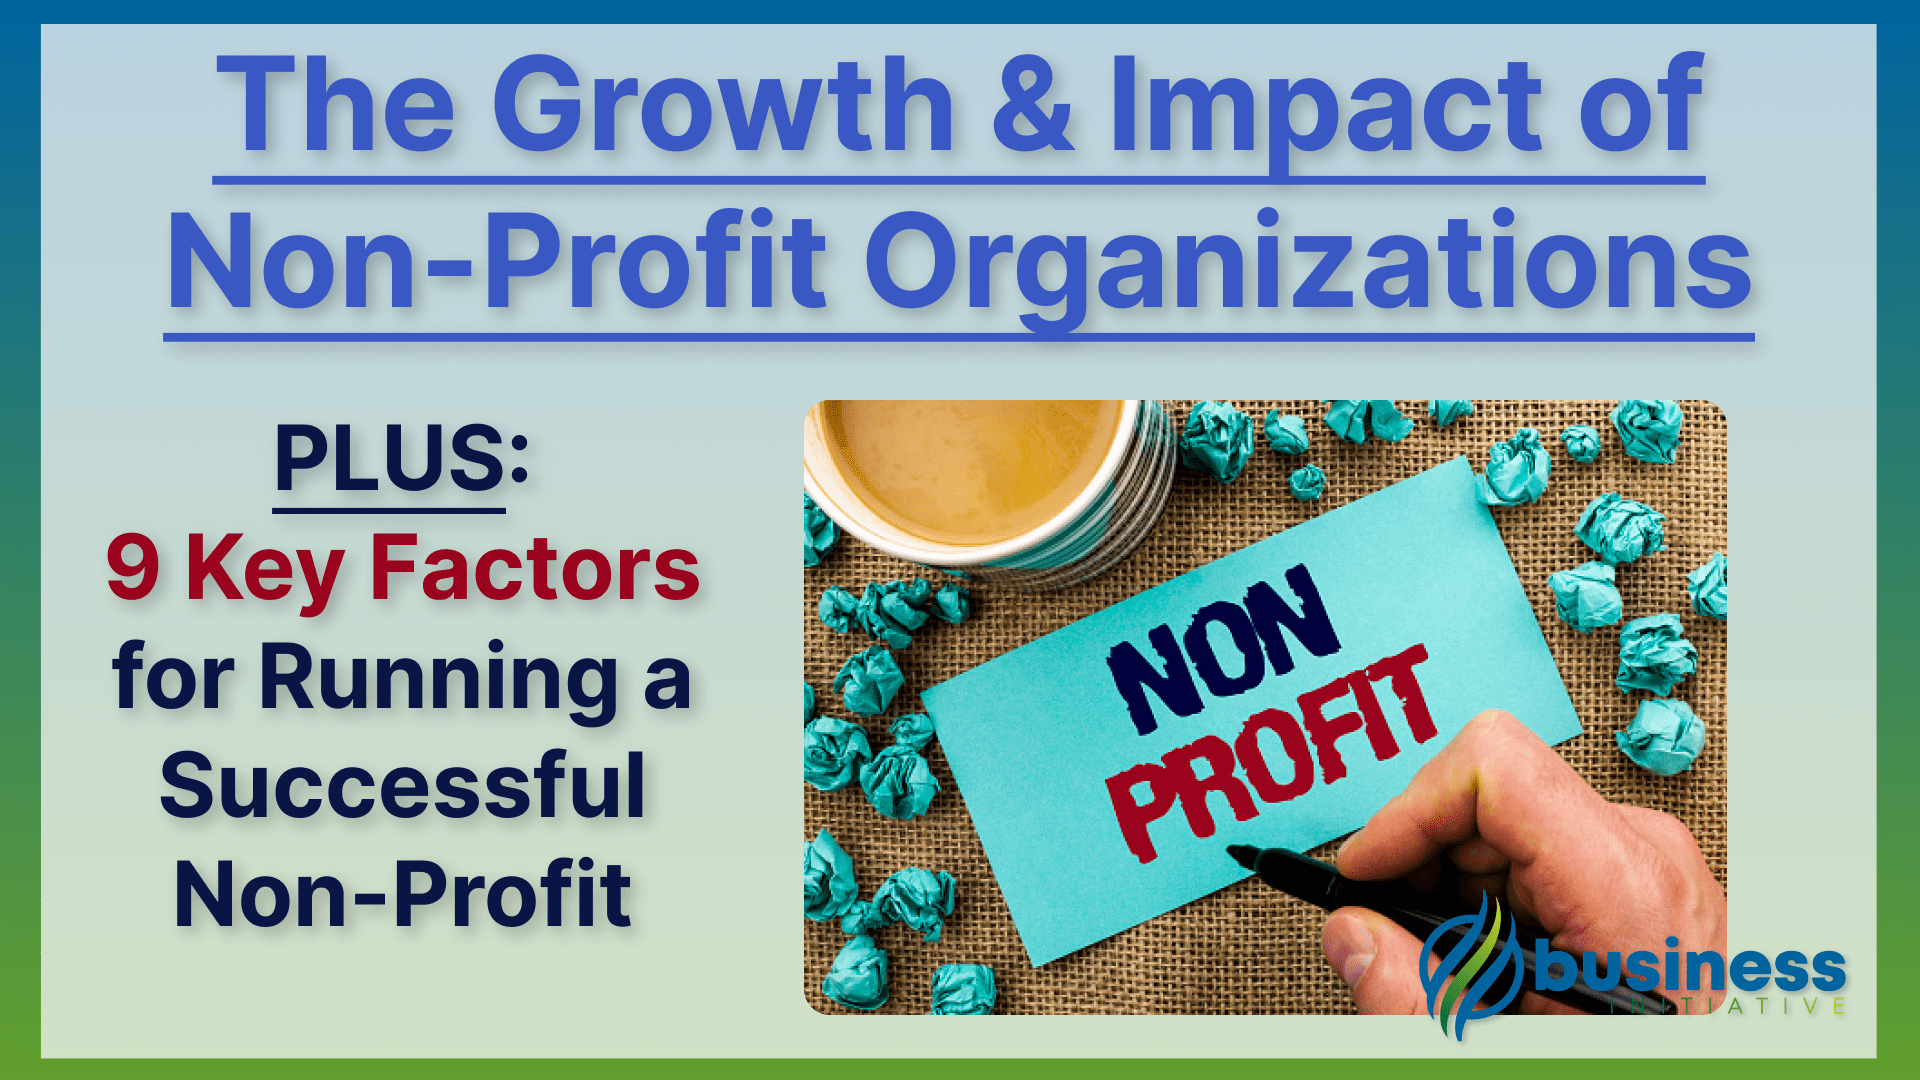 The Growth & Impact of
Non-Profit Organizations
PLUS:
9 Key Factors
for Running a
Successful
Non-Profit
NON
PROFIT
business
INITIATIVE